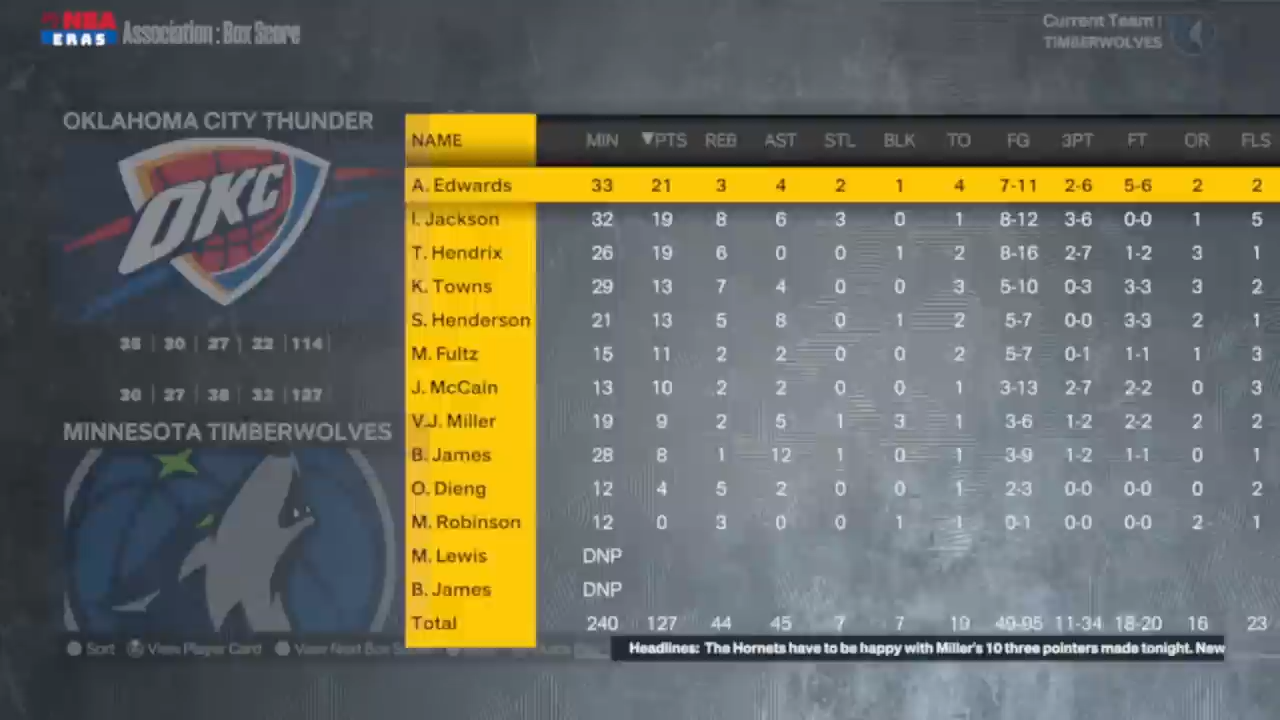 NBA ERAS Association : Box Score
Current Team |
TIMBERWOLVES
OKLAHOMA CITY THUNDER
OKC
35 | 30 | 27 | 22 | 114
30 | 27 | 38 | 32 | 127
MINNESOTA TIMBERWOLVES
NAME MIN ▼PTS REB AST STL BLK TO FG 3PT FT OR FLS
A. Edwards 33 21 3 4 2 1 4 7-11 2-6 5-6 2 2
I. Jackson 32 19 8 6 3 0 1 8-12 3-6 0-0 1 5
T. Hendrix 26 19 6 0 0 1 2 8-16 2-7 1-2 3 1
K. Towns 29 13 7 4 0 0 3 5-10 0-3 3-3 3 2
S. Henderson 21 13 5 8 0 1 2 5-7 0-0 3-3 2 1
M. Fultz 15 11 2 2 0 0 2 5-7 0-1 1-1 1 3
J. McCain 13 10 2 2 0 0 1 3-13 2-7 2-2 0 3
V.J. Miller 19 9 2 5 1 3 1 3-6 1-2 2-2 2 2
B. James 28 8 1 12 1 0 1 3-9 1-2 1-1 0 1
O. Dieng 12 4 5 2 0 0 1 2-3 0-0 0-0 0 2
M. Robinson 12 0 3 0 0 1 1 0-1 0-0 0-0 2 1
M. Lewis DNP
B. James DNP
Total 240 127 44 45 7 7 19 49-95 11-34 18-20 16 23
Sort View Player Card View Next Box
Headlines: The Hornets have to be happy with Miller's 10 three pointers made tonight. New